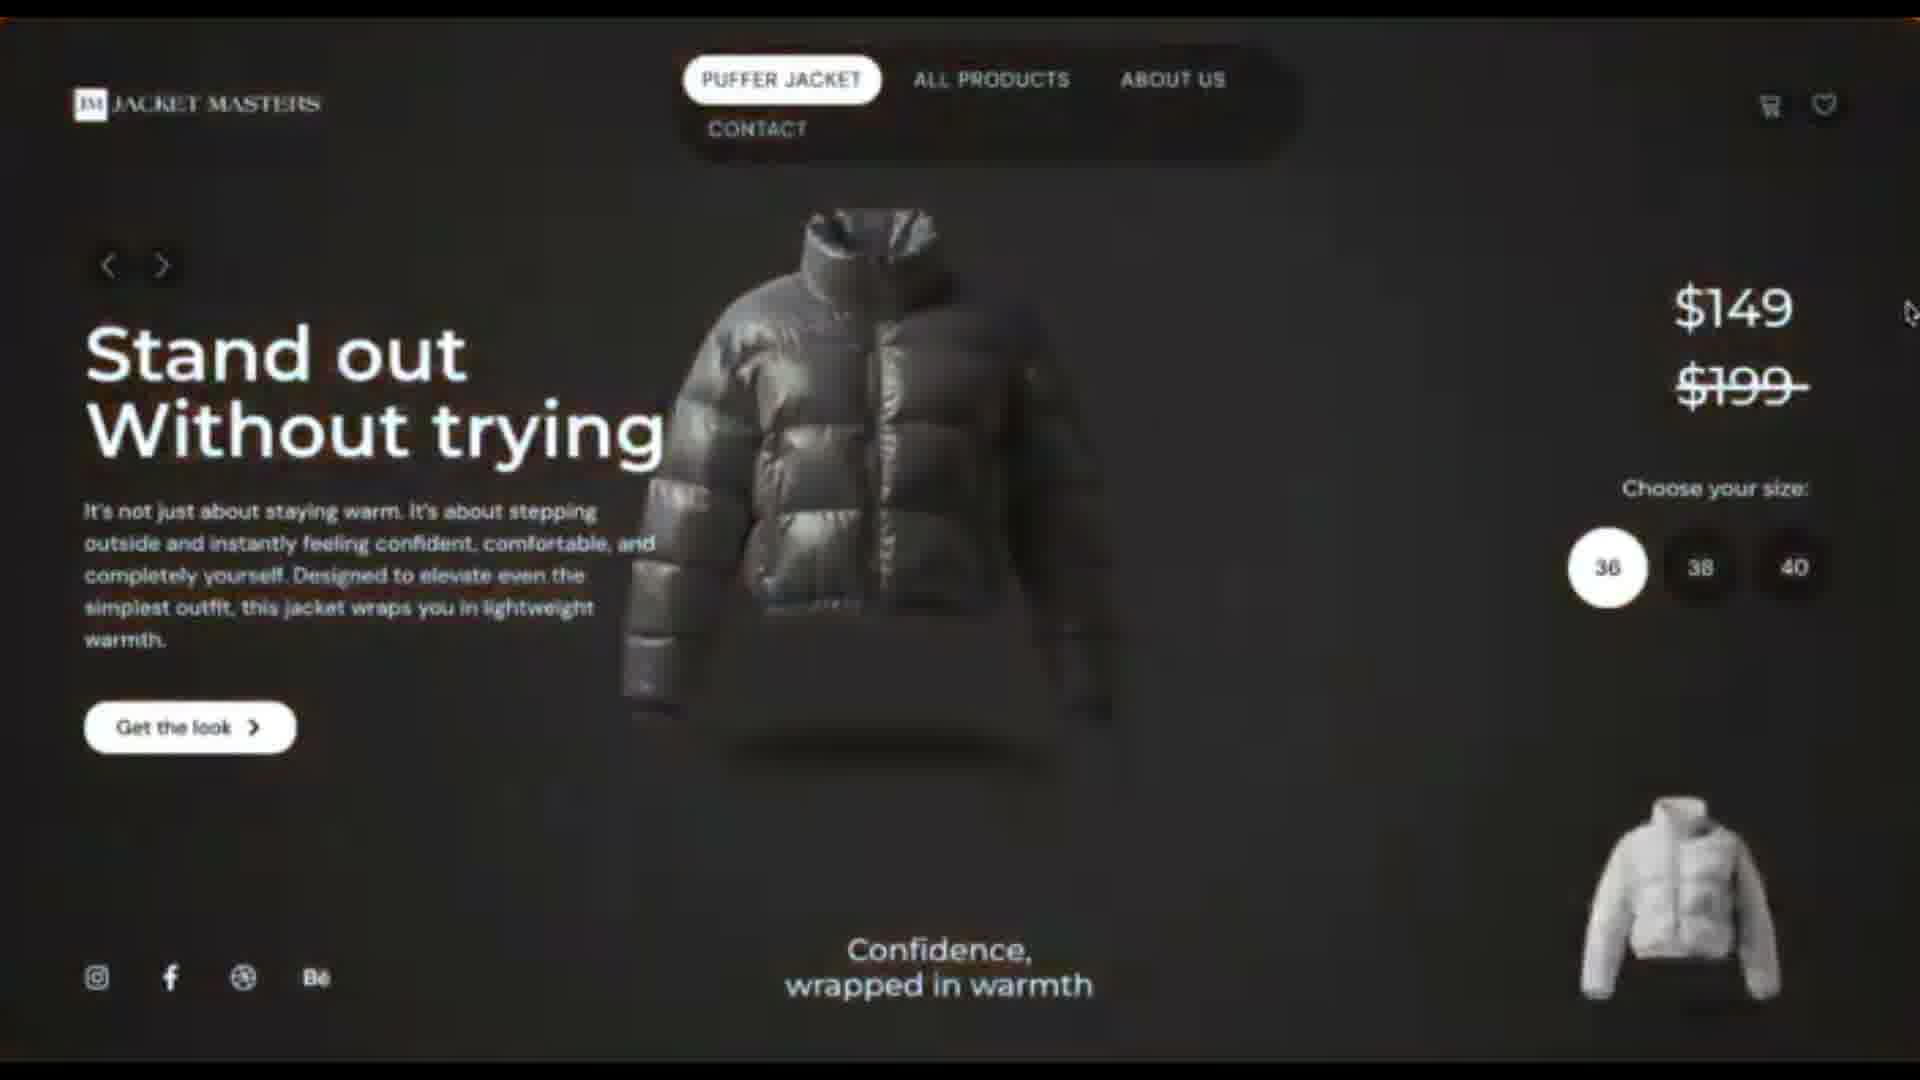 JM JACKET MASTERS
PUFFER JACKET ALL PRODUCTS ABOUT US
CONTACT
Stand out
Without trying
It's not just about staying warm. It's about stepping
outside and instantly feeling confident, comfortable, and
completely yourself. Designed to elevate even the
simplest outfit, this jacket wraps you in lightweight
warmth.
Get the look
$149
$199
Choose your size:
36 38 40
Bē
Confidence,
wrapped in warmth